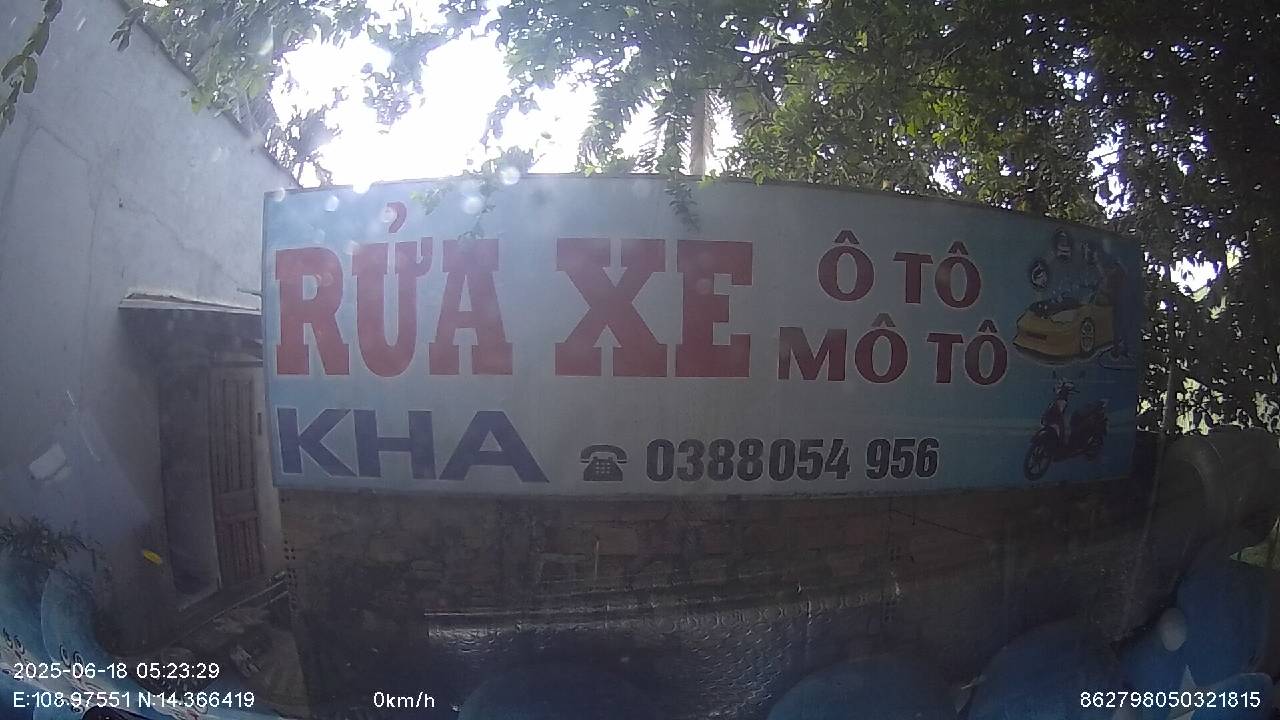 RỬA XE
Ô TÔ
MÔ TÔ
KHA
0388054 956
2025-06-18 05:23:29
E:108.97551 N:14.366419
0km/h
862798050321815